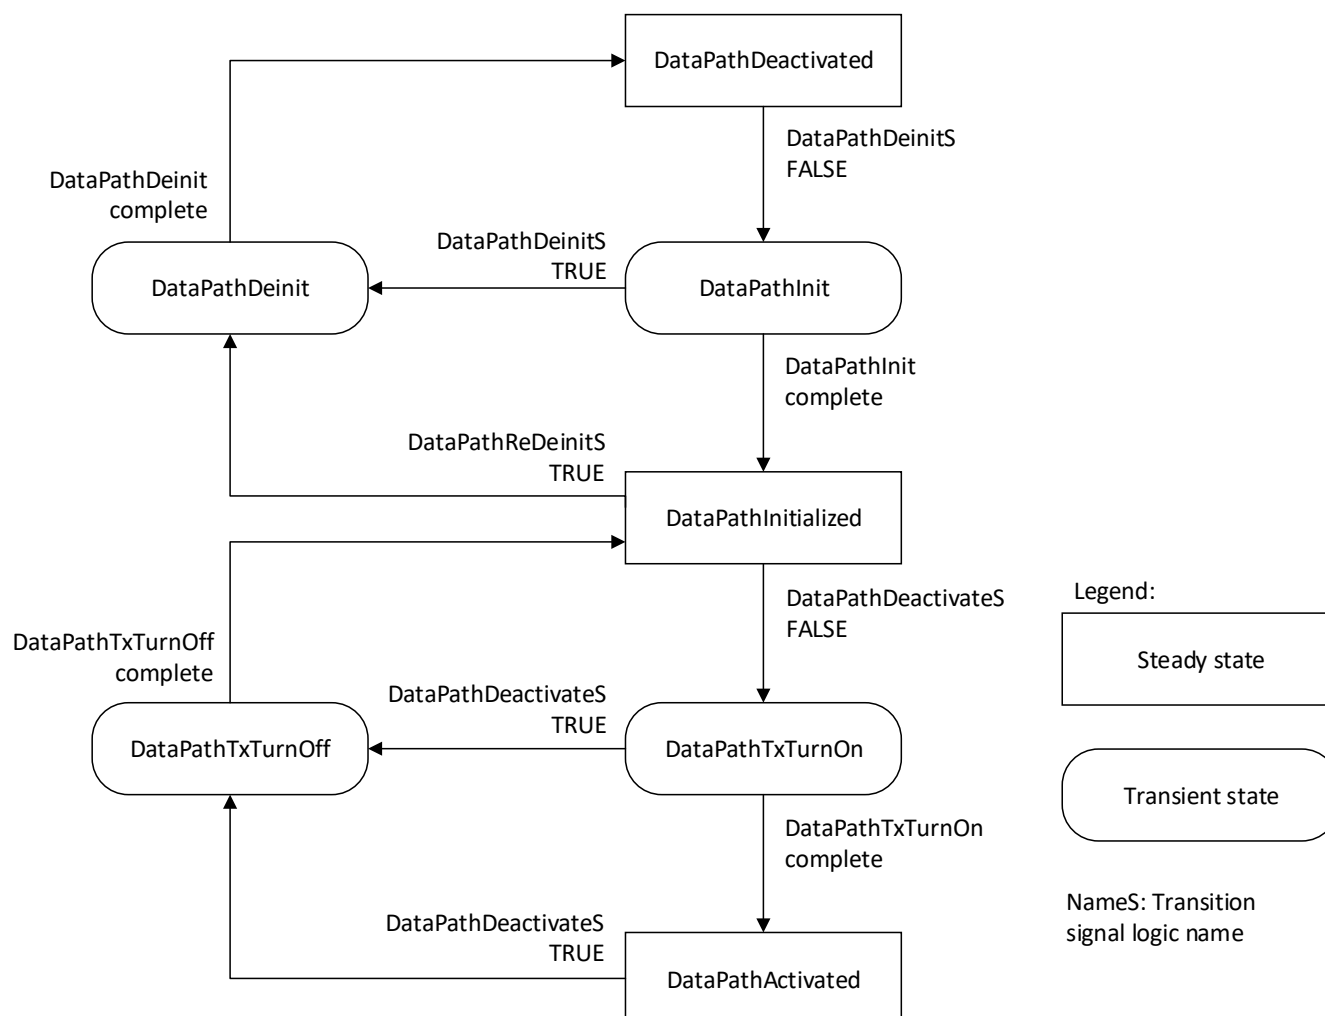 DataPathDeactivated
DataPathDeinitS
FALSE
DataPathDeinit
complete
DataPathDeinitS
TRUE
DataPathDeinit
DataPathInit
DataPathInit
complete
DataPathReDeinitS
TRUE
DataPathInitialized
DataPathDeactivateS
FALSE
DataPathTxTurnOff
complete
DataPathDeactivateS
TRUE
DataPathTxTurnOff
DataPathTxTurnOn
DataPathTxTurnOn
complete
DataPathDeactivateS
TRUE
DataPathActivated
Legend:
Steady state
Transient state
NameS: Transition
signal logic name